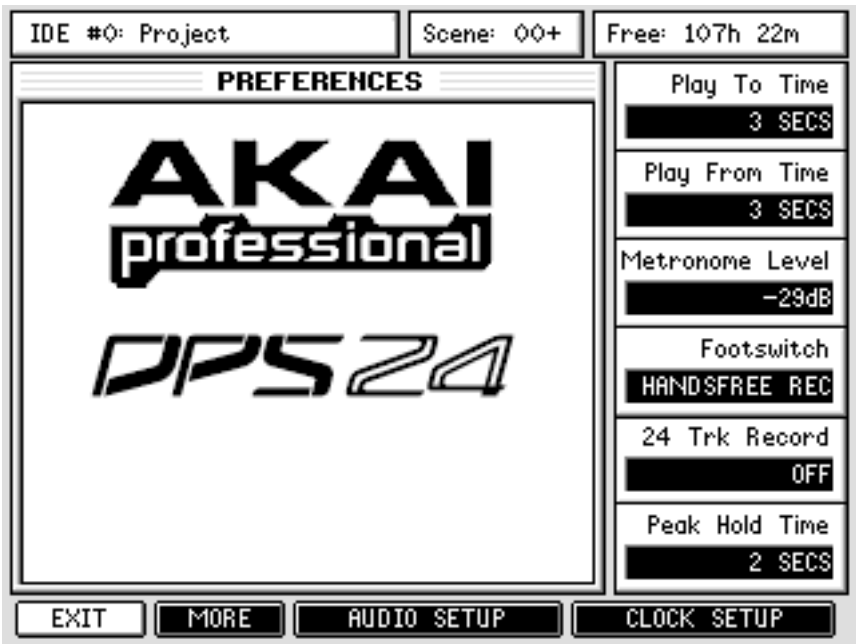 IDE #0: Project
Scene: 00+
Free: 107h 22m
PREFERENCES
AKAI
professional
DPS24
Play To Time
3 SECS
Play From Time
3 SECS
Metronome Level
-29dB
Footswitch
HANDSFREE REC
24 Trk Record
OFF
Peak Hold Time
2 SECS
EXIT
MORE
AUDIO SETUP
CLOCK SETUP